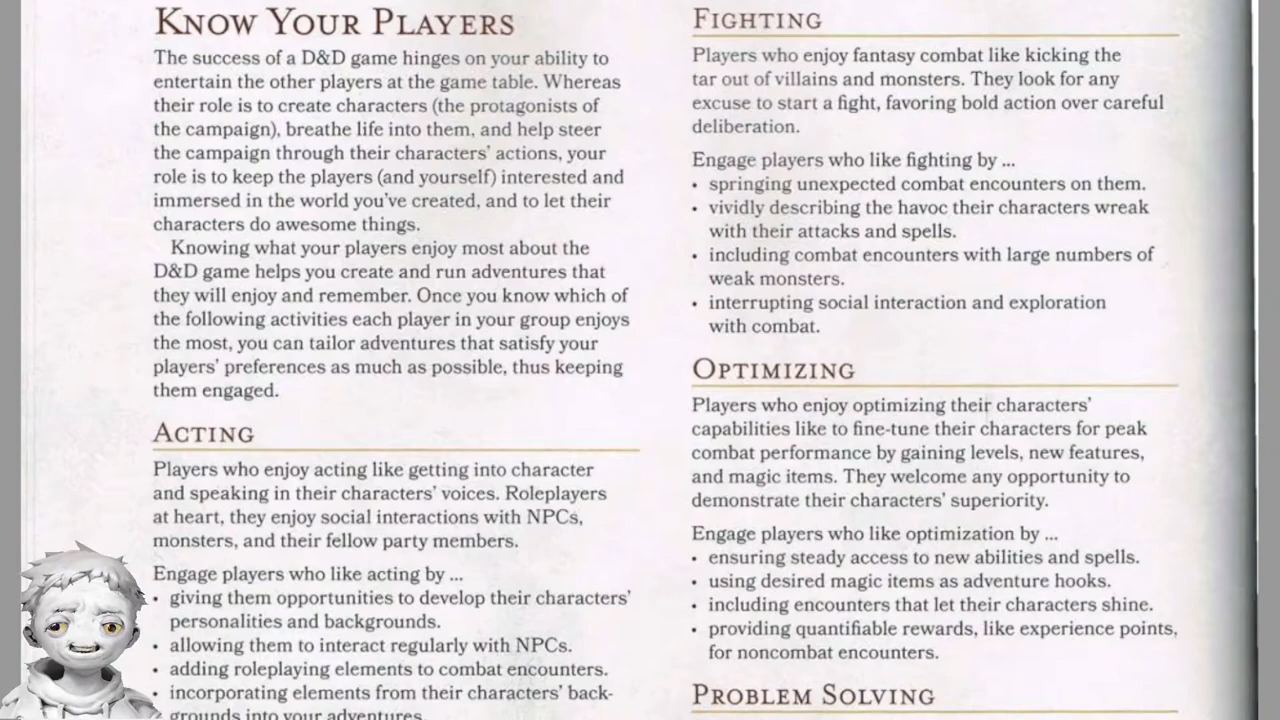 KNOW YOUR PLAYERS
The success of a D&D game hinges on your ability to
entertain the other players at the game table. Whereas
their role is to create characters (the protagonists of
the campaign), breathe life into them, and help steer
the campaign through their characters' actions, your
role is to keep the players (and yourself) interested and
immersed in the world you've created, and to let their
characters do awesome things.
Knowing what your players enjoy most about the
D&D game helps you create and run adventures that
they will enjoy and remember. Once you know which of
the following activities each player in your group enjoys
the most, you can tailor adventures that satisfy your
players' preferences as much as possible, thus keeping
them engaged.
ACTING
Players who enjoy acting like getting into character
and speaking in their characters' voices. Roleplayers
at heart, they enjoy social interactions with NPCs,
monsters, and their fellow party members.
Engage players who like acting by ...
• giving them opportunities to develop their characters'
personalities and backgrounds.
• allowing them to interact regularly with NPCs.
• adding roleplaying elements to combat encounters.
• incorporating elements from their characters' back-
grounds into your adventures.
FIGHTING
Players who enjoy fantasy combat like kicking the
tar out of villains and monsters. They look for any
excuse to start a fight, favoring bold action over careful
deliberation.
Engage players who like fighting by ...
• springing unexpected combat encounters on them.
• vividly describing the havoc their characters wreak
with their attacks and spells.
• including combat encounters with large numbers of
weak monsters.
• interrupting social interaction and exploration
with combat.
OPTIMIZING
Players who enjoy optimizing their characters'
capabilities like to fine-tune their characters for peak
combat performance by gaining levels, new features,
and magic items. They welcome any opportunity to
demonstrate their characters' superiority.
Engage players who like optimization by ...
• ensuring steady access to new abilities and spells.
• using desired magic items as adventure hooks.
• including encounters that let their characters shine.
• providing quantifiable rewards, like experience points,
for noncombat encounters.
PROBLEM SOLVING